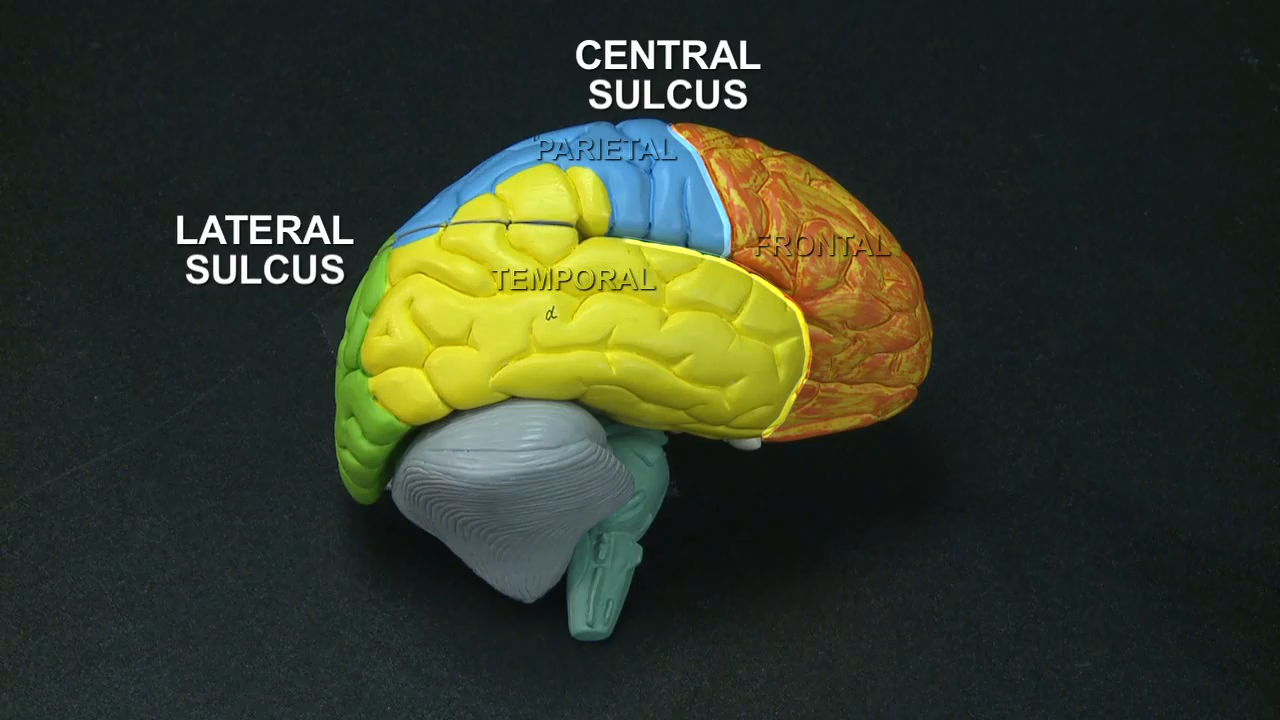 CENTRAL
SULCUS
PARIETAL
LATERAL
SULCUS
FRONTAL
TEMPORAL
d